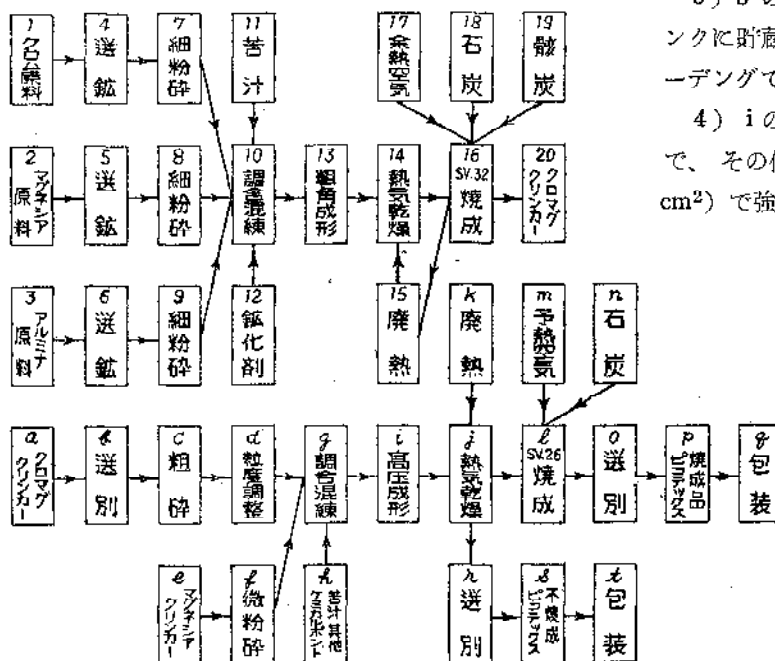 1 クロム原料
4 選鉱
7 細粉砕
11 苦汁
17 余熱空気
18 石炭
19 骸炭
2 マグネシア原料
5 選鉱
8 細粉砕
10 調合混練
13 粗角成形
14 熱気乾燥
16 SV.32 焼成
20 クロマグクリンカー
3 アルミナ原料
6 選鉱
9 細粉砕
12 鉱化剤
15 廃熱
k 廃熱
m 予熱空気
n 石炭
a クロマグクリンカー
b 選別
c 粗砕
d 粒度調整
g 調合混練
i 高圧成形
j 熱気乾燥
l SV.26 焼成
o 選別
p 焼成品ピコデックス
q 包装
e マグネシアクリンカー
f 微粉砕
h 苦汁其他ケミカルボンド
r 選別
s 不焼成ピコデックス
t 包装
ンクに貯蔵
ーデングで
4) iの
で、その
cm²) で強